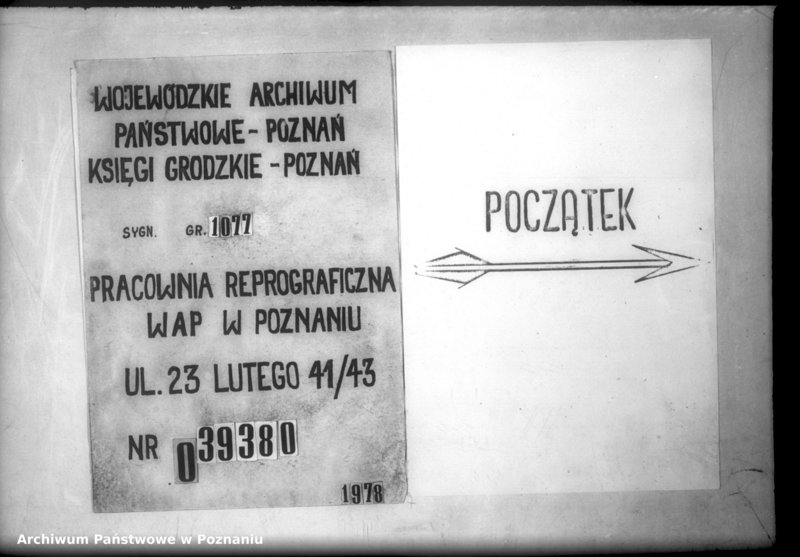 WOJEWÓDZKIE ARCHIWUM
PAŃSTWOWE - POZNAŃ
KSIĘGI GRODZKIE - POZNAŃ
SYGN. GR. 1077
PRACOWNIA REPROGRAFICZNA
WAP W POZNANIU
UL. 23 LUTEGO 41/43
NR 039380
1978
POCZĄTEK
Archiwum Państwowe w Poznaniu